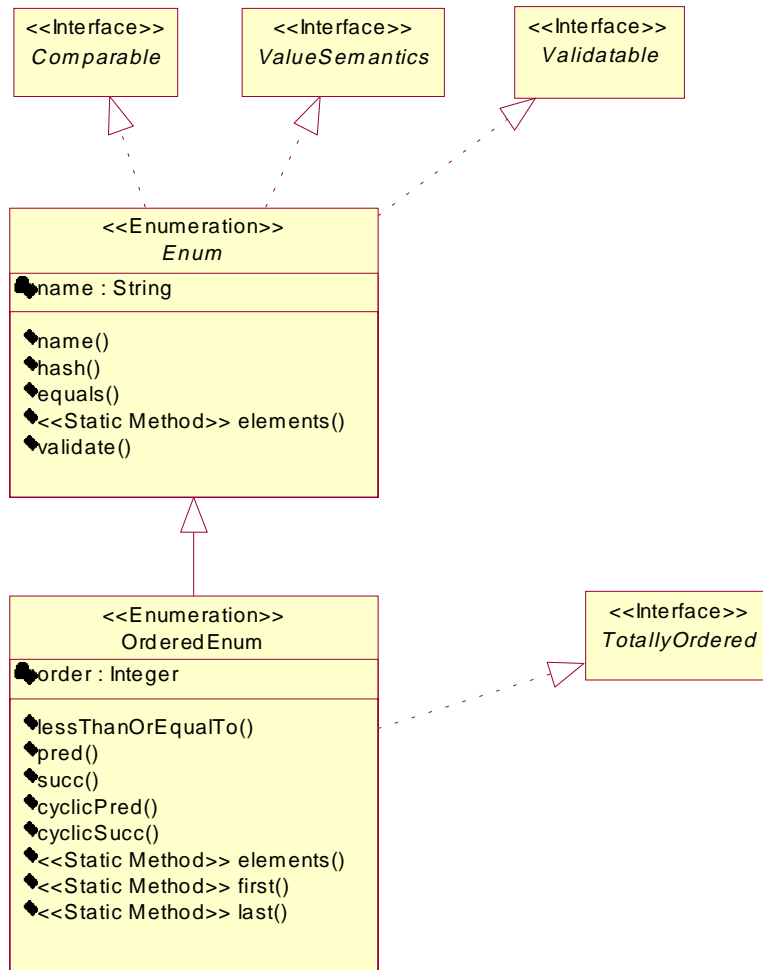 <<Interface>>
Comparable
<<Interface>>
ValueSemantics
<<Interface>>
Validatable
<<Enumeration>>
Enum
name : String
name()
hash()
equals()
<<Static Method>> elements()
validate()
<<Enumeration>>
OrderedEnum
order : Integer
lessThanOrEqualTo()
pred()
succ()
cyclicPred()
cyclicSucc()
<<Static Method>> elements()
<<Static Method>> first()
<<Static Method>> last()
<<Interface>>
TotallyOrdered